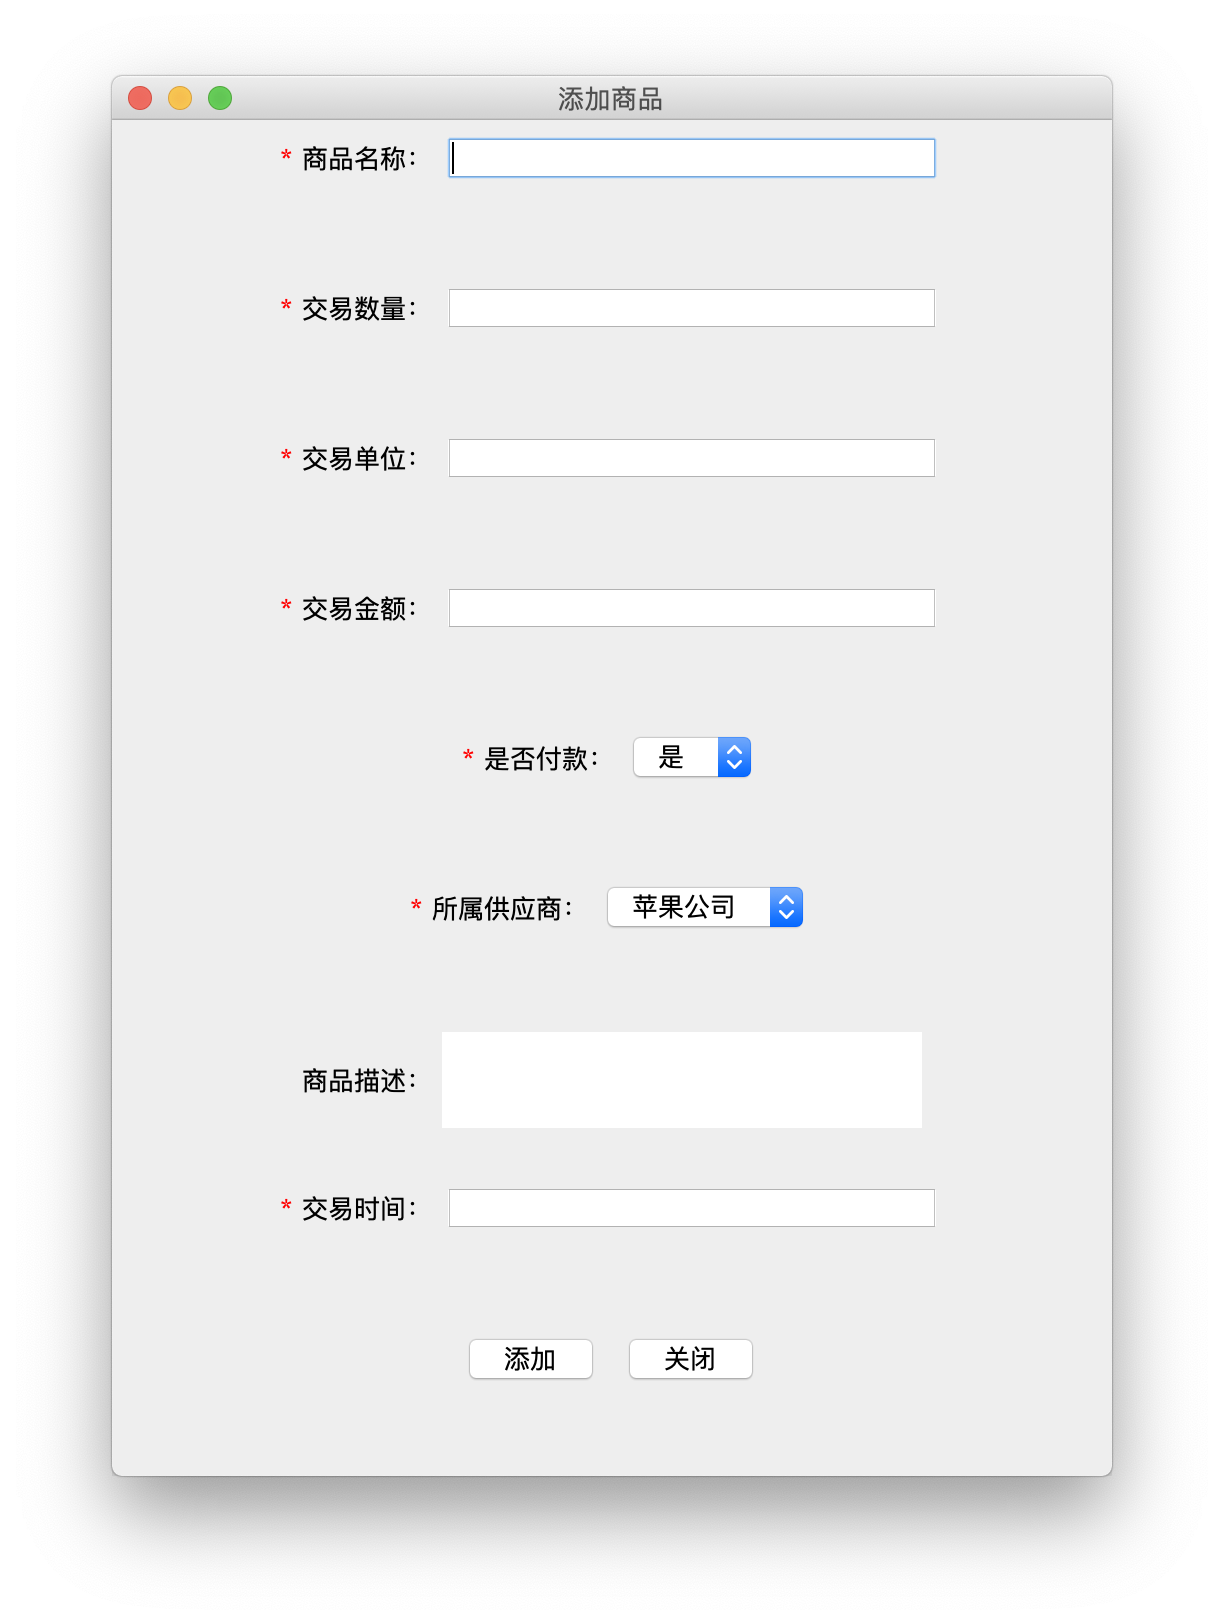 添加商品
* 商品名称：
* 交易数量：
* 交易单位：
* 交易金额：
* 是否付款： 是
* 所属供应商： 苹果公司
商品描述：
* 交易时间：
添加 关闭